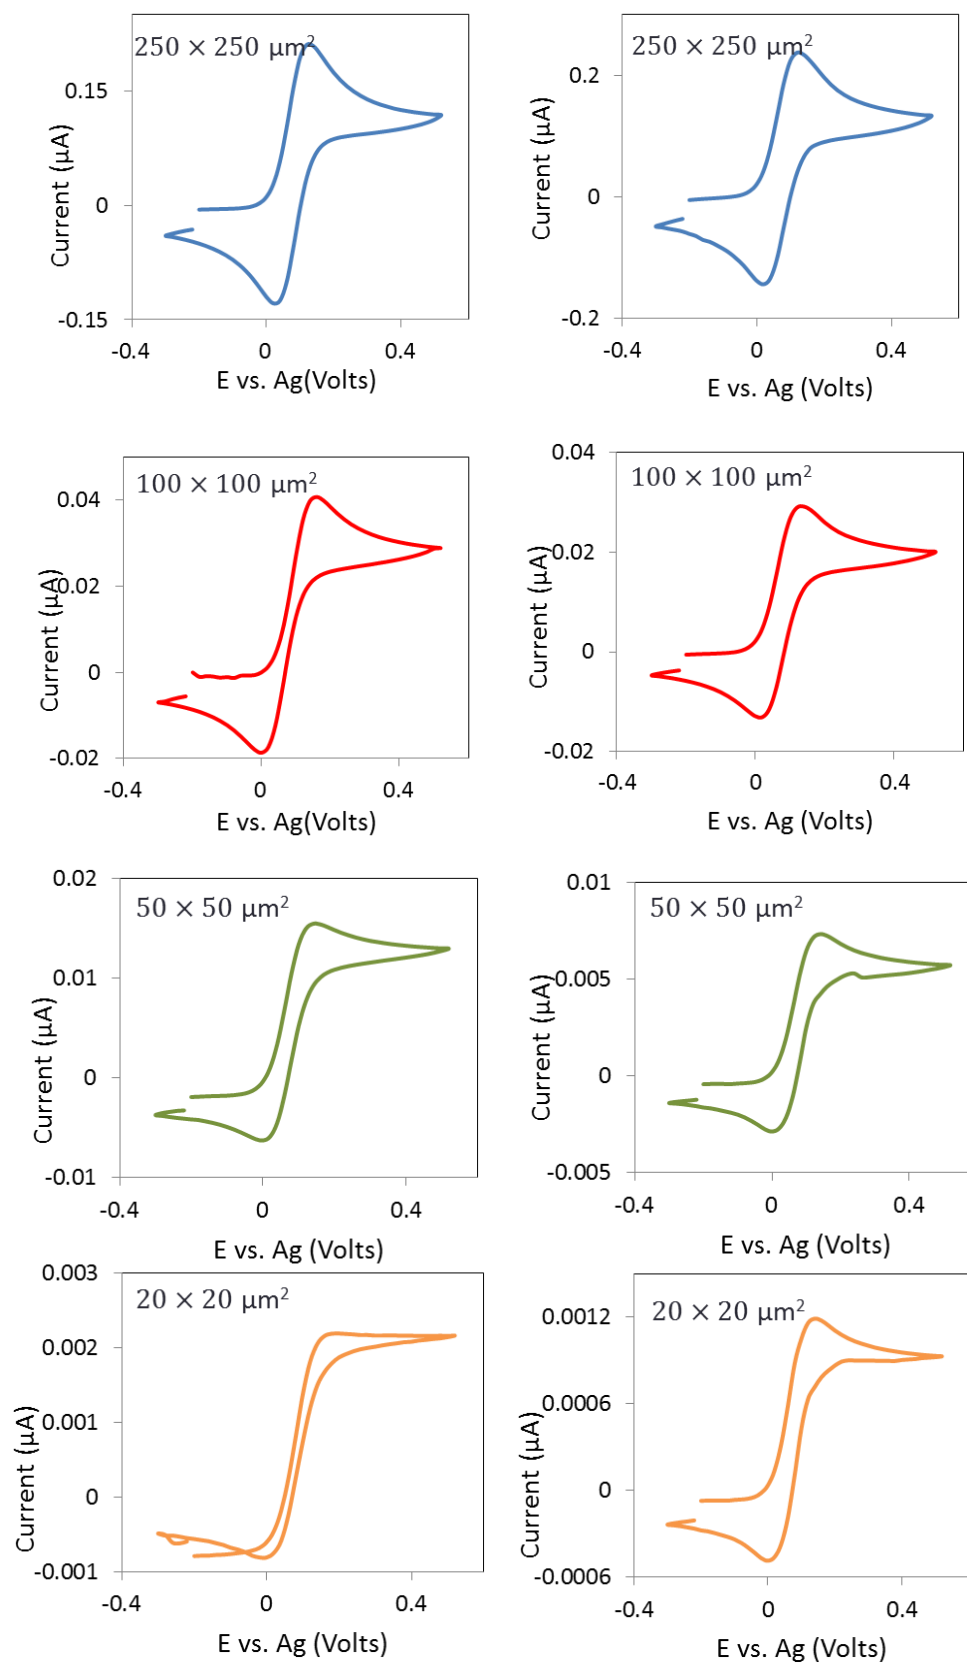 250 × 250 μm²
0.15
0
-0.15
Current (μA)
-0.4
0
0.4
E vs. Ag(Volts)
250 × 250 μm²
0.2
0
-0.2
Current (μA)
-0.4
0
0.4
E vs. Ag (Volts)
100 × 100 μm²
0.04
0.02
0
-0.02
Current (μA)
-0.4
0
0.4
E vs. Ag(Volts)
100 × 100 μm²
0.04
0.02
0
-0.02
Current (μA)
-0.4
0
0.4
E vs. Ag (Volts)
50 × 50 μm²
0.02
0.01
0
-0.01
Current (μA)
-0.4
0
0.4
E vs. Ag (Volts)
50 × 50 μm²
0.01
0.005
0
-0.005
Current (μA)
-0.4
0
0.4
E vs. Ag (Volts)
20 × 20 μm²
0.003
0.002
0.001
0
-0.001
Current (μA)
-0.4
0
0.4
E vs. Ag (Volts)
20 × 20 μm²
0.0012
0.0006
0
-0.0006
Current (μA)
-0.4
0
0.4
E vs. Ag (Volts)